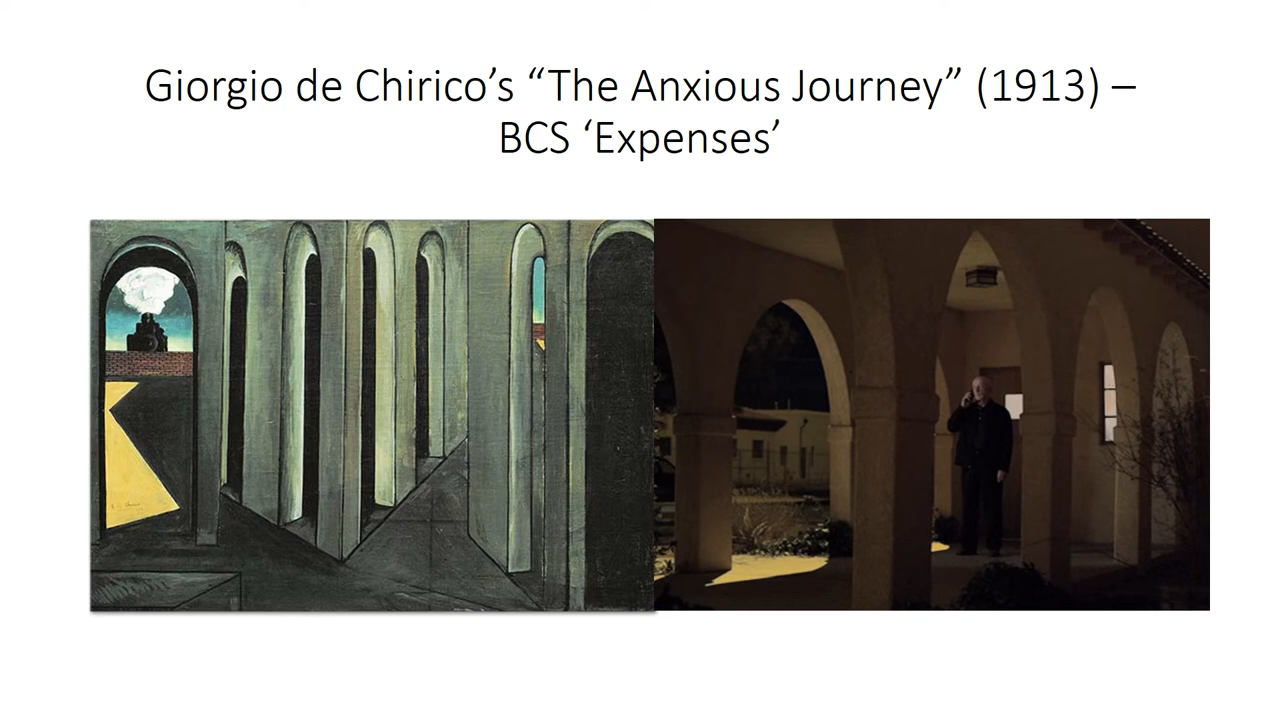 Giorgio de Chirico’s “The Anxious Journey” (1913) –
BCS ‘Expenses’